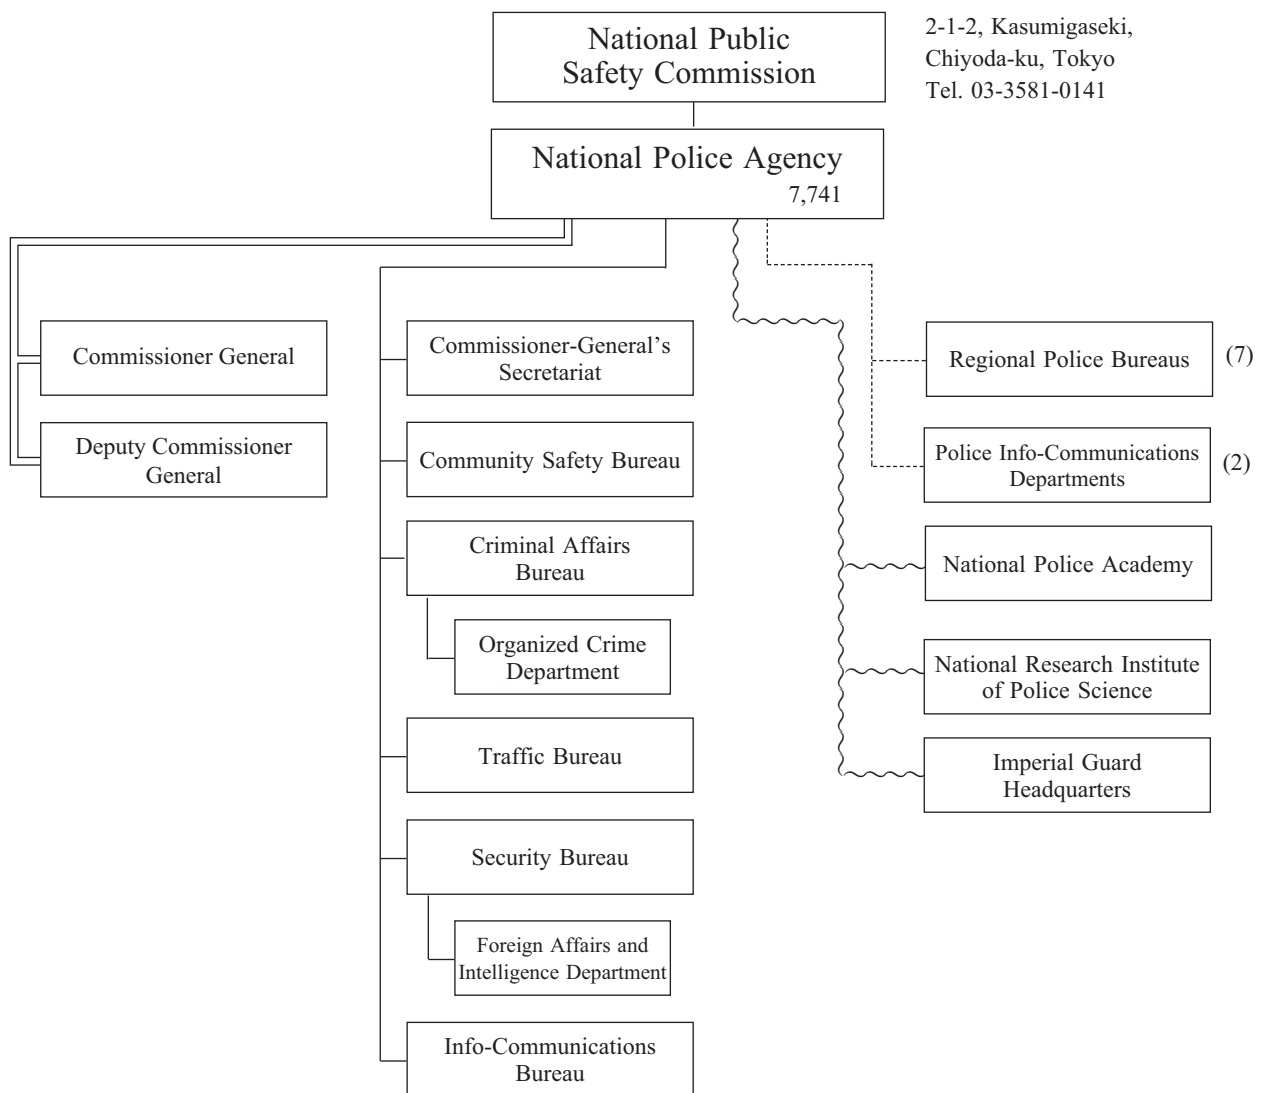 National Public
Safety Commission
2-1-2, Kasumigaseki,
Chiyoda-ku, Tokyo
Tel. 03-3581-0141
National Police Agency
7,741
Commissioner General
Deputy Commissioner
General
Commissioner-General's
Secretariat
Community Safety Bureau
Criminal Affairs
Bureau
Organized Crime
Department
Traffic Bureau
Security Bureau
Foreign Affairs and
Intelligence Department
Info-Communications
Bureau
Regional Police Bureaus (7)
Police Info-Communications
Departments (2)
National Police Academy
National Research Institute
of Police Science
Imperial Guard
Headquarters